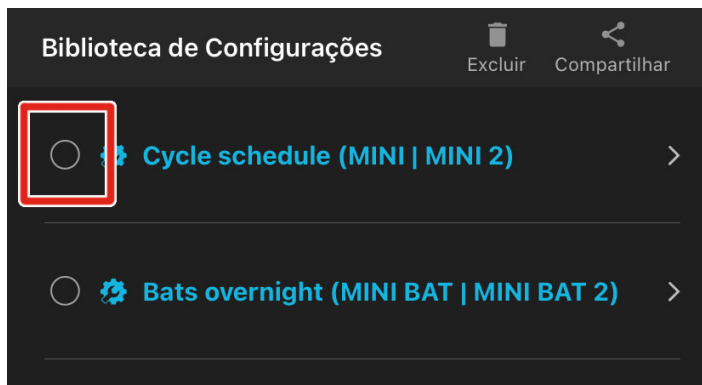 Biblioteca de Configurações
Excluir
Compartilhar
Cycle schedule (MINI | MINI 2)
Bats overnight (MINI BAT | MINI BAT 2)